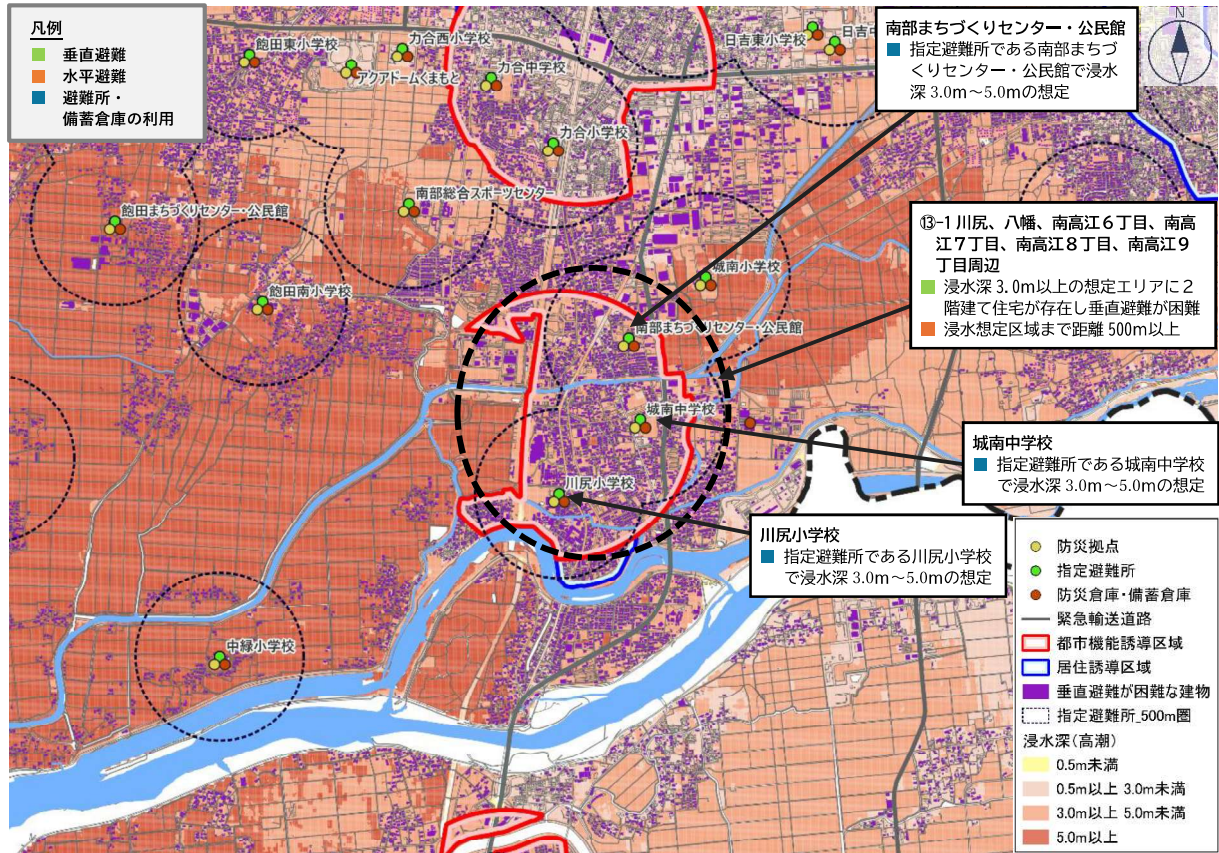 凡例
垂直避難
水平避難
避難所・
備蓄倉庫の利用
飽田東小学校
力合西小学校
アクアドームくまもと
力合中学校
日吉東小学校
日吉中
力合小学校
南部まちづくりセンター・公民館
指定避難所である南部まちづ
くりセンター・公民館で浸水
深 3.0m～5.0mの想定
N
南部総合スポーツセンター
飽田まちづくりセンター・公民館
飽田南小学校
城南小学校
南部まちづくりセンター・公民館
⑬-1 川尻、八幡、南高江6丁目、南高
江7丁目、南高江8丁目、南高江9
丁目周辺
浸水深 3.0m以上の想定エリアに2
階建て住宅が存在し垂直避難が困難
浸水想定区域まで距離 500m以上
城南中学校
城南中学校
指定避難所である城南中学校
で浸水深 3.0m～5.0mの想定
川尻小学校
川尻小学校
指定避難所である川尻小学校
で浸水深 3.0m～5.0mの想定
中緑小学校
防災拠点
指定避難所
防災倉庫・備蓄倉庫
緊急輸送道路
都市機能誘導区域
居住誘導区域
垂直避難が困難な建物
指定避難所_500m圏
浸水深(高潮)
0.5m未満
0.5m以上 3.0m未満
3.0m以上 5.0m未満
5.0m以上